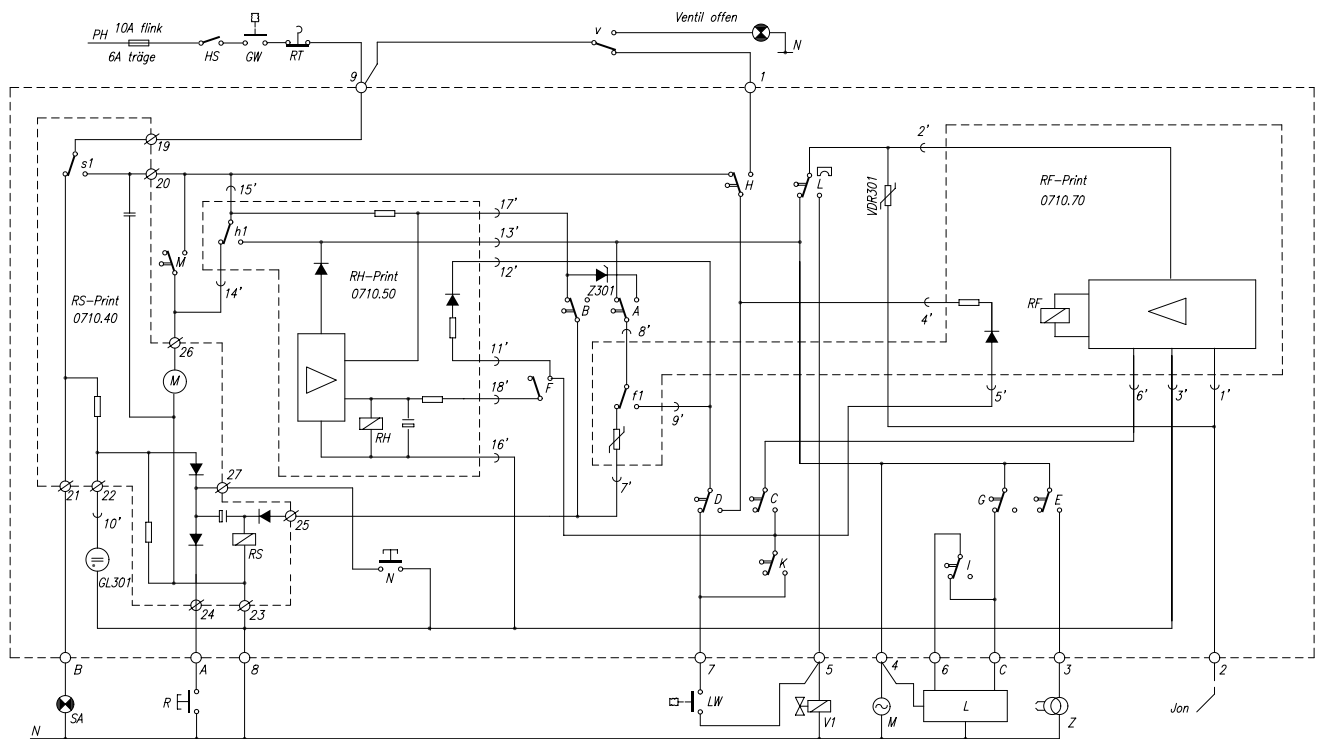 Ventil offen
10A flink
PH
6A träge
HS
GW
RT
v
N
9
1
19
s1
20
15'
17'
H
L
2'
VDR301
RF-Print
0710.70
h1
13'
M
RH-Print
0710.50
12'
Z301
B
A
14'
RS-Print
0710.40
8'
4'
RF
26
M
11'
F
18'
f1
9'
5'
6'
3'
1'
RH
16'
27
7'
21
22
D
C
G
E
10'
25
RS
N
K
I
GL301
24
23
B
A
8
7
5
4
6
C
3
2
SA
R
LW
V1
M
L
Z
Jon
N